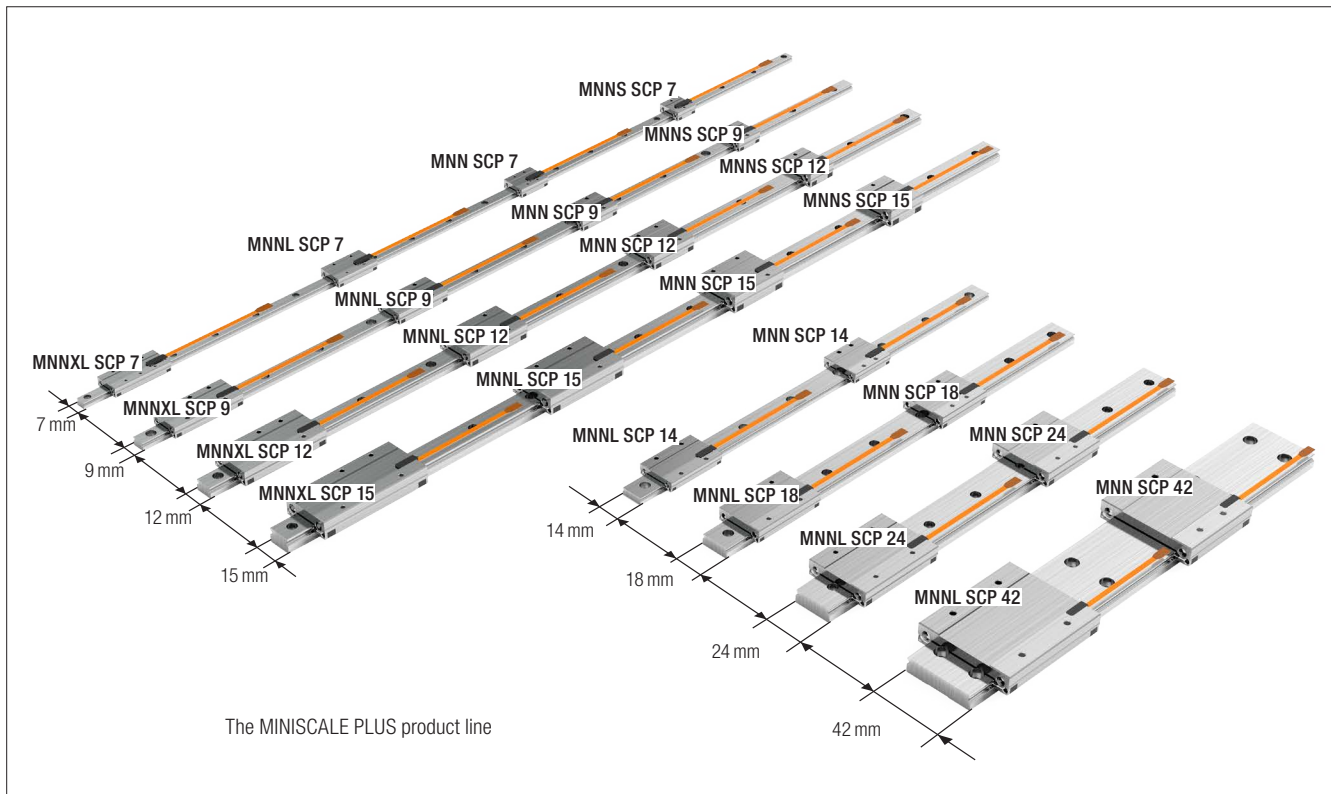 MNNS SCP 7
MNN SCP 7
MNNL SCP 7
MNNXL SCP 7
7 mm
MNNS SCP 9
MNN SCP 9
MNNL SCP 9
MNNXL SCP 9
9 mm
MNNS SCP 12
MNN SCP 12
MNNL SCP 12
MNNXL SCP 12
12 mm
MNNS SCP 15
MNN SCP 15
MNNL SCP 15
MNNXL SCP 15
15 mm
MNN SCP 14
MNNL SCP 14
14 mm
MNN SCP 18
MNNL SCP 18
18 mm
MNN SCP 24
MNNL SCP 24
24 mm
MNN SCP 42
MNNL SCP 42
42 mm
The MINISCALE PLUS product line